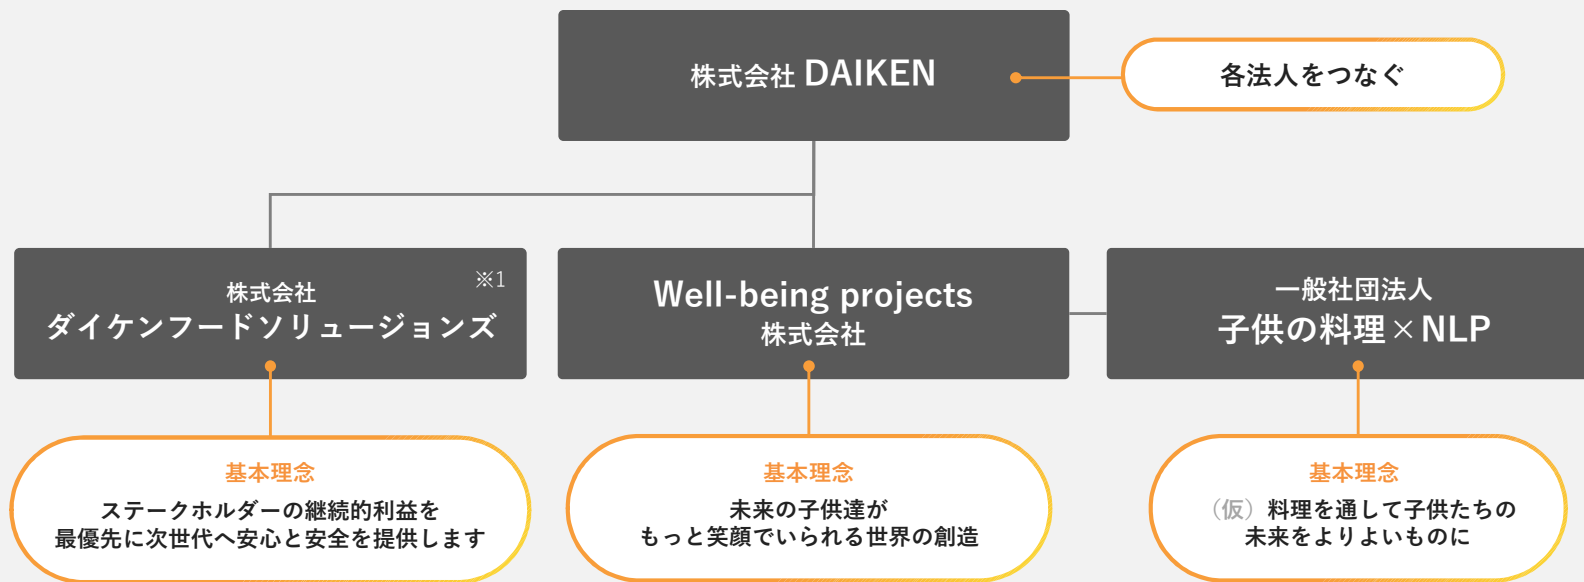 株式会社 DAIKEN
各法人をつなぐ
※1
株式会社
ダイケンフードソリュージョンズ
Well-being projects
株式会社
一般社団法人
子供の料理×NLP
基本理念
ステークホルダーの継続的利益を
最優先に次世代へ安心と安全を提供します
基本理念
未来の子供達が
もっと笑顔でいられる世界の創造
基本理念
（仮）料理を通して子供たちの
未来をよりよいものに